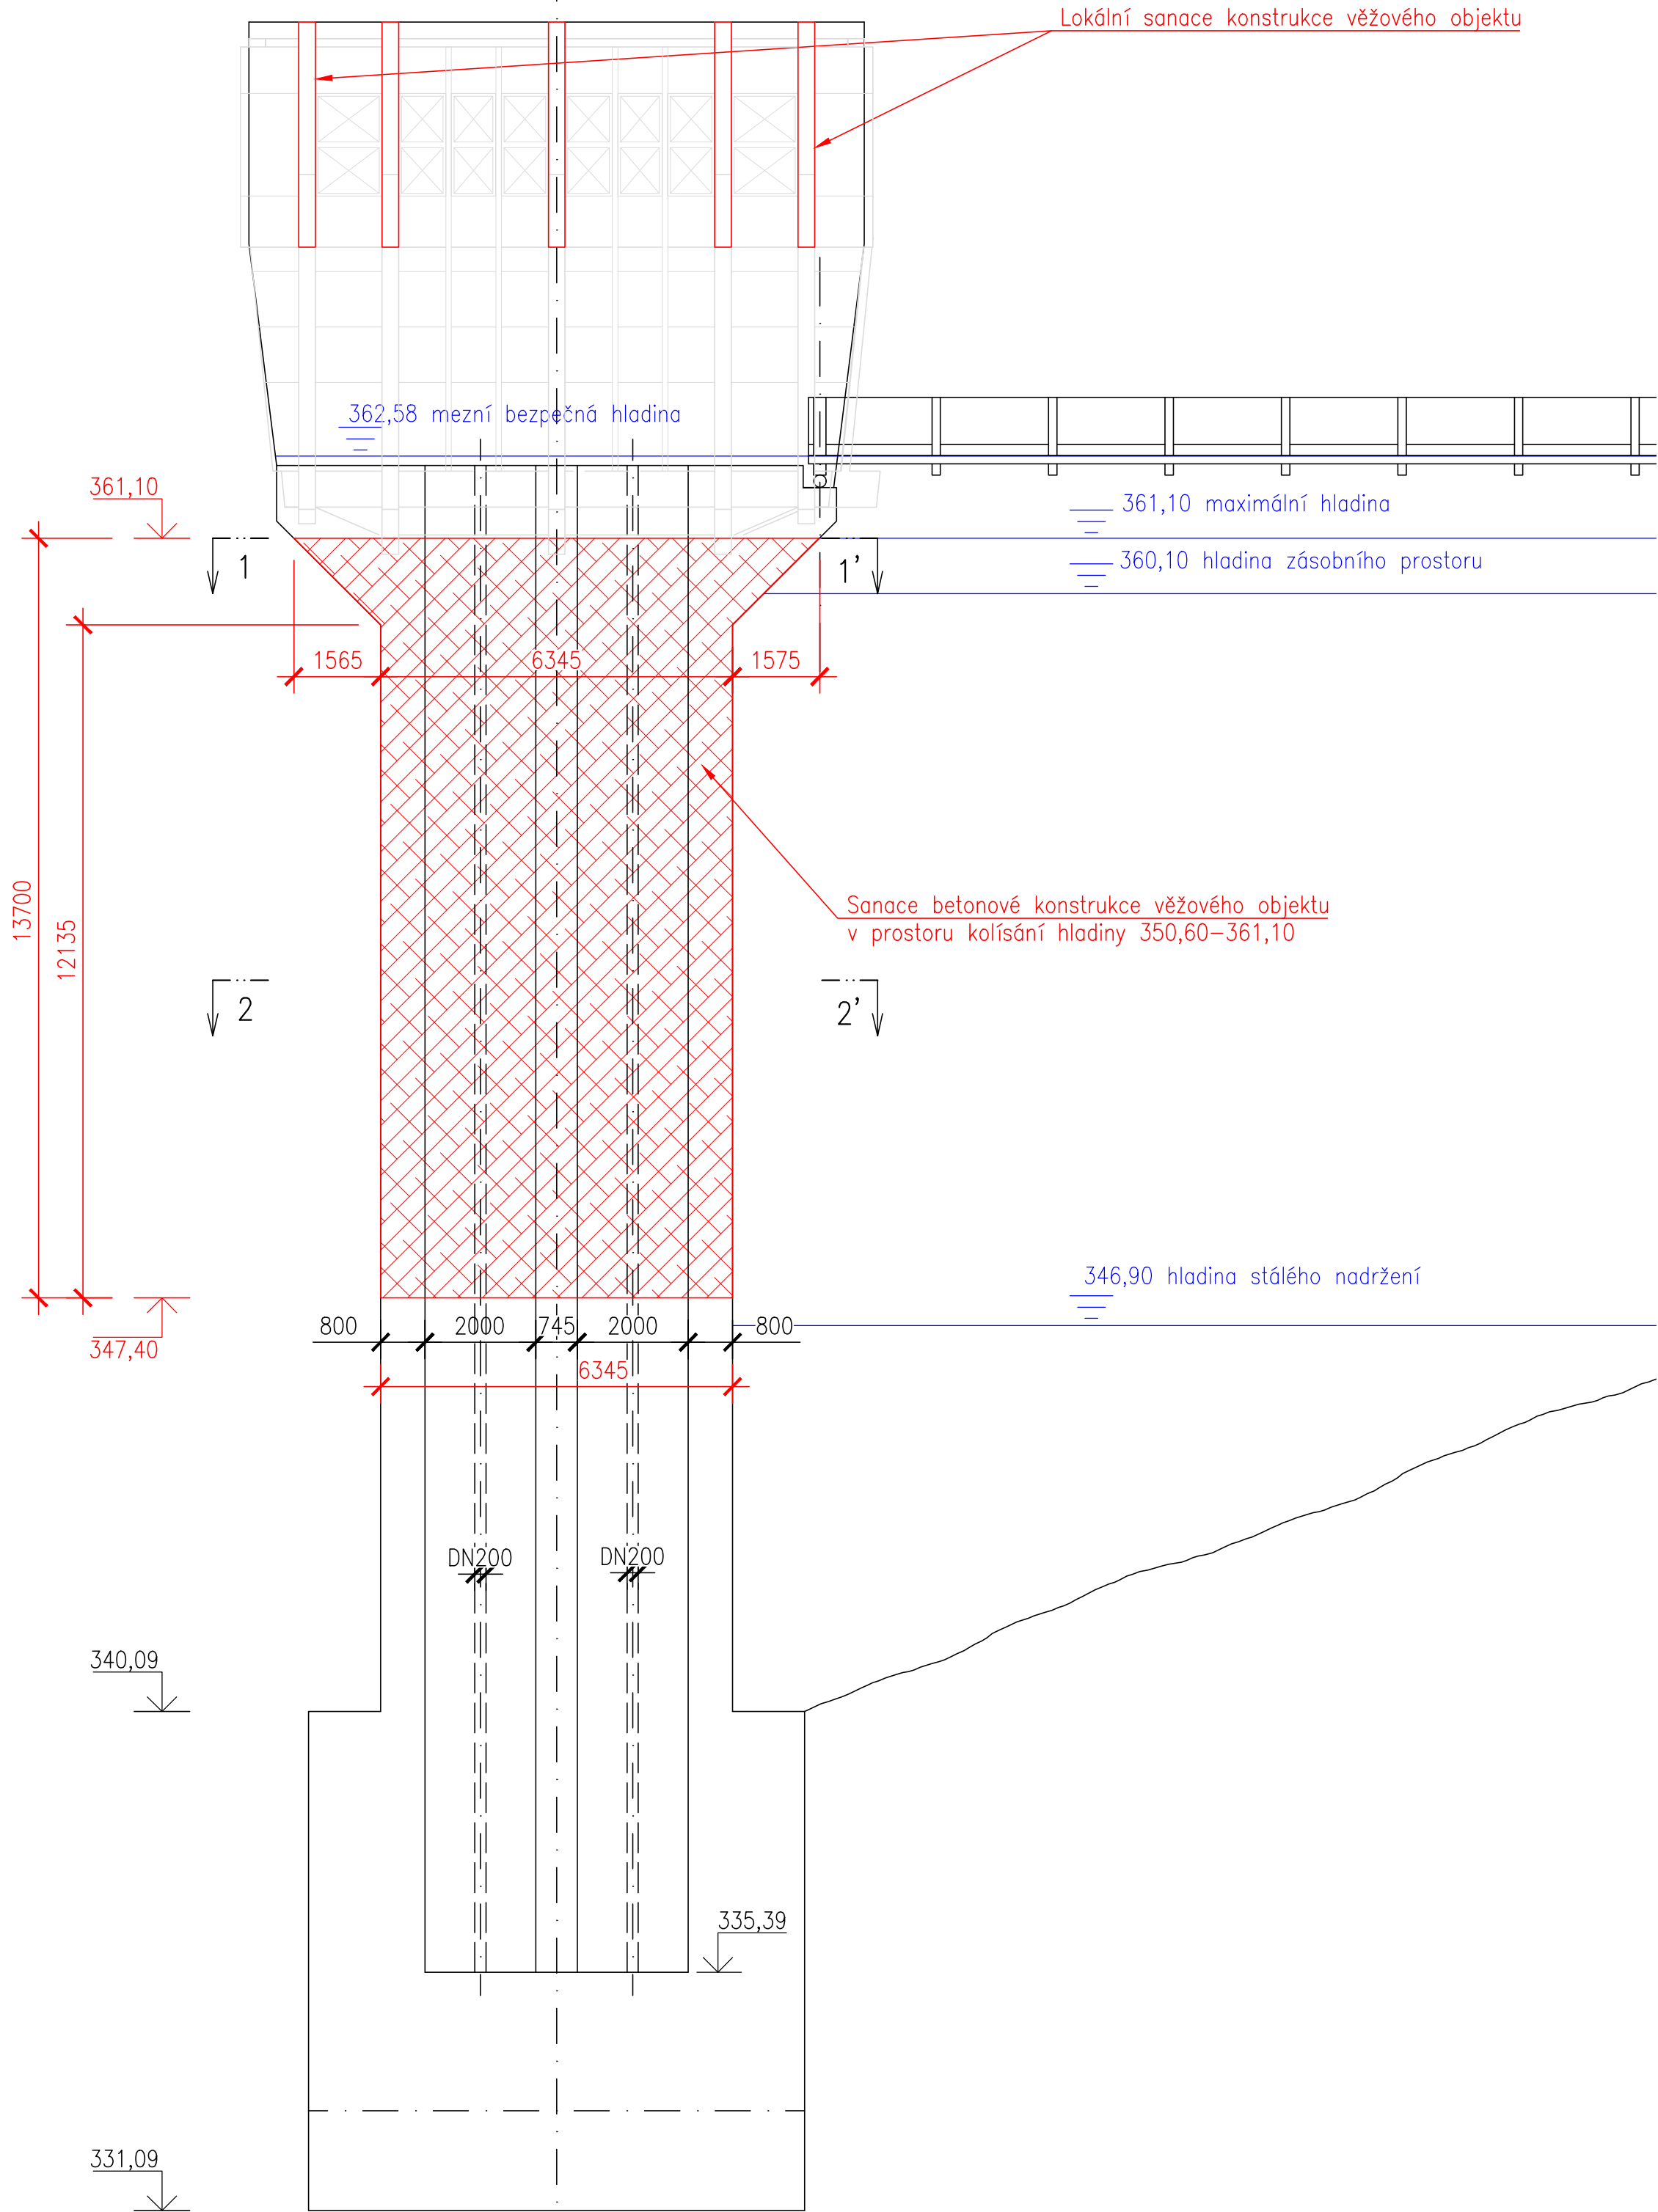 Lokální sanace konstrukce věžového objektu
362,58 mezní bezpečná hladina
361,10
361,10 maximální hladina
1
1’
360,10 hladina zásobního prostoru
1565
6345
1575
13700
12135
Sanace betonové konstrukce věžového objektu
v prostoru kolísání hladiny 350,60-361,10
2
2’
346,90 hladina stálého nadržení
347,40
800
2000
745
2000
800
6345
DN200
DN200
340,09
335,39
331,09